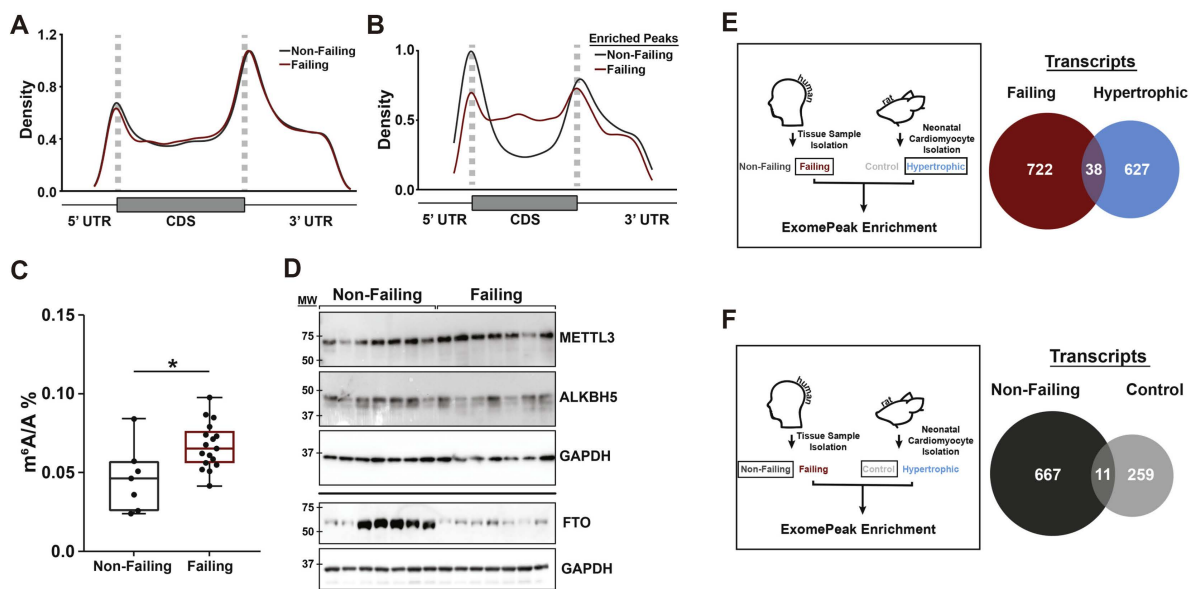 A
1.2
0.8
0.4
0.0
Density
Non-Failing
Failing
5' UTR
CDS
3' UTR
B
1.0
0.5
0.0
Density
Enriched Peaks
Non-Failing
Failing
5' UTR
CDS
3' UTR
C
0.15
0.10
0.05
0.0
m⁶A/A %
*
Non-Failing
Failing
D
MW
Non-Failing
Failing
75
50
METTL3
50
37
ALKBH5
37
GAPDH
75
50
FTO
37
GAPDH
E
human
rat
Tissue Sample
Isolation
Neonatal
Cardiomyocyte
Isolation
Non-Failing
Failing
Control
Hypertrophic
ExomePeak Enrichment
Transcripts
Failing
Hypertrophic
722
38
627
F
human
rat
Tissue Sample
Isolation
Neonatal
Cardiomyocyte
Isolation
Non-Failing
Failing
Control
Hypertrophic
ExomePeak Enrichment
Transcripts
Non-Failing
Control
667
11
259